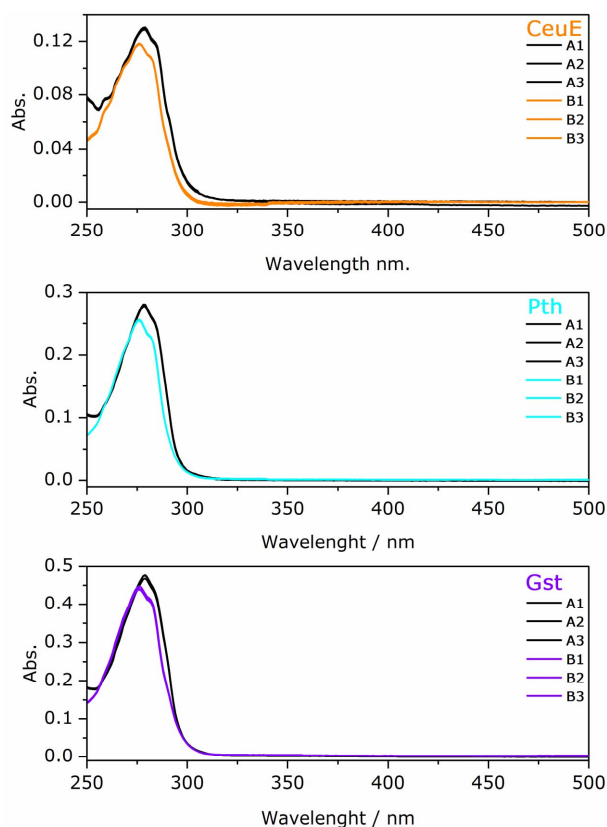 CeuE
A1
A2
A3
B1
B2
B3
0.12
0.08
0.04
0.00
Abs.
250 300 350 400 450 500
Wavelength nm.
Pth
A1
A2
A3
B1
B2
B3
0.3
0.2
0.1
0.0
Abs.
250 300 350 400 450 500
Wavelenght / nm
Gst
A1
A2
A3
B1
B2
B3
0.5
0.4
0.3
0.2
0.1
0.0
Abs.
250 300 350 400 450 500
Wavelenght / nm